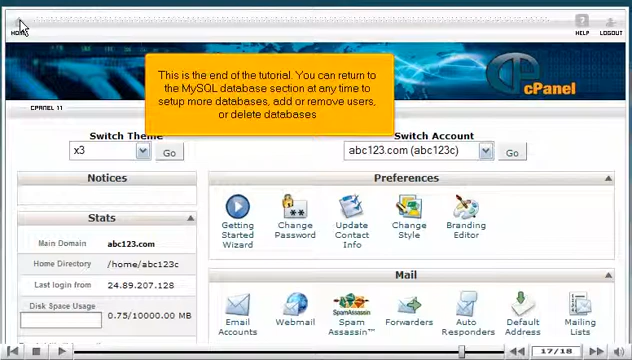 HOME
HELP
LOGOUT
This is the end of the tutorial. You can return to
the MySQL database section at any time to
setup more databases, add or remove users,
or delete databases
cPanel
CPANEL 11
Switch Theme
x3
Go
Switch Account
abc123.com (abc123c)
Go
Notices
Stats
Main Domain abc123.com
Home Directory /home/abc123c
Last login from 24.89.207.128
Disk Space Usage 0.75/10000.00 MB
Preferences
Getting Started Wizard
Change Password
Update Contact Info
Change Style
Branding Editor
Mail
Email Accounts
Webmail
SpamAssassin
Spam Assassin™
Forwarders
Auto Responders
Default Address
Mailing Lists
17/18